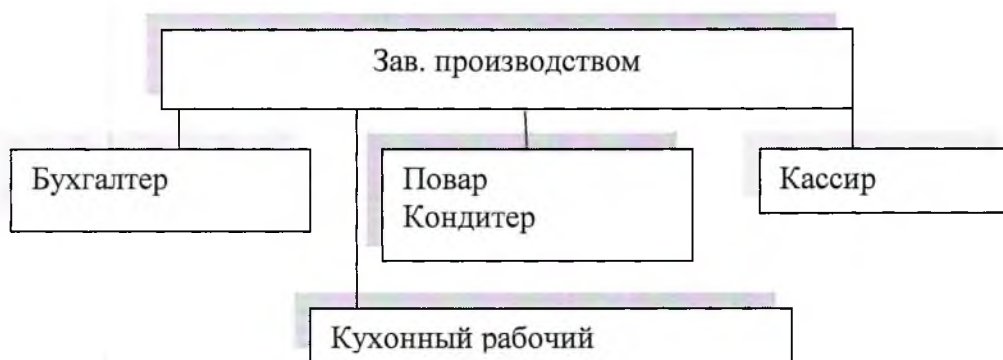 Зав. производством
Бухгалтер
Повар
Кондитер
Кассир
Кухонный рабочий